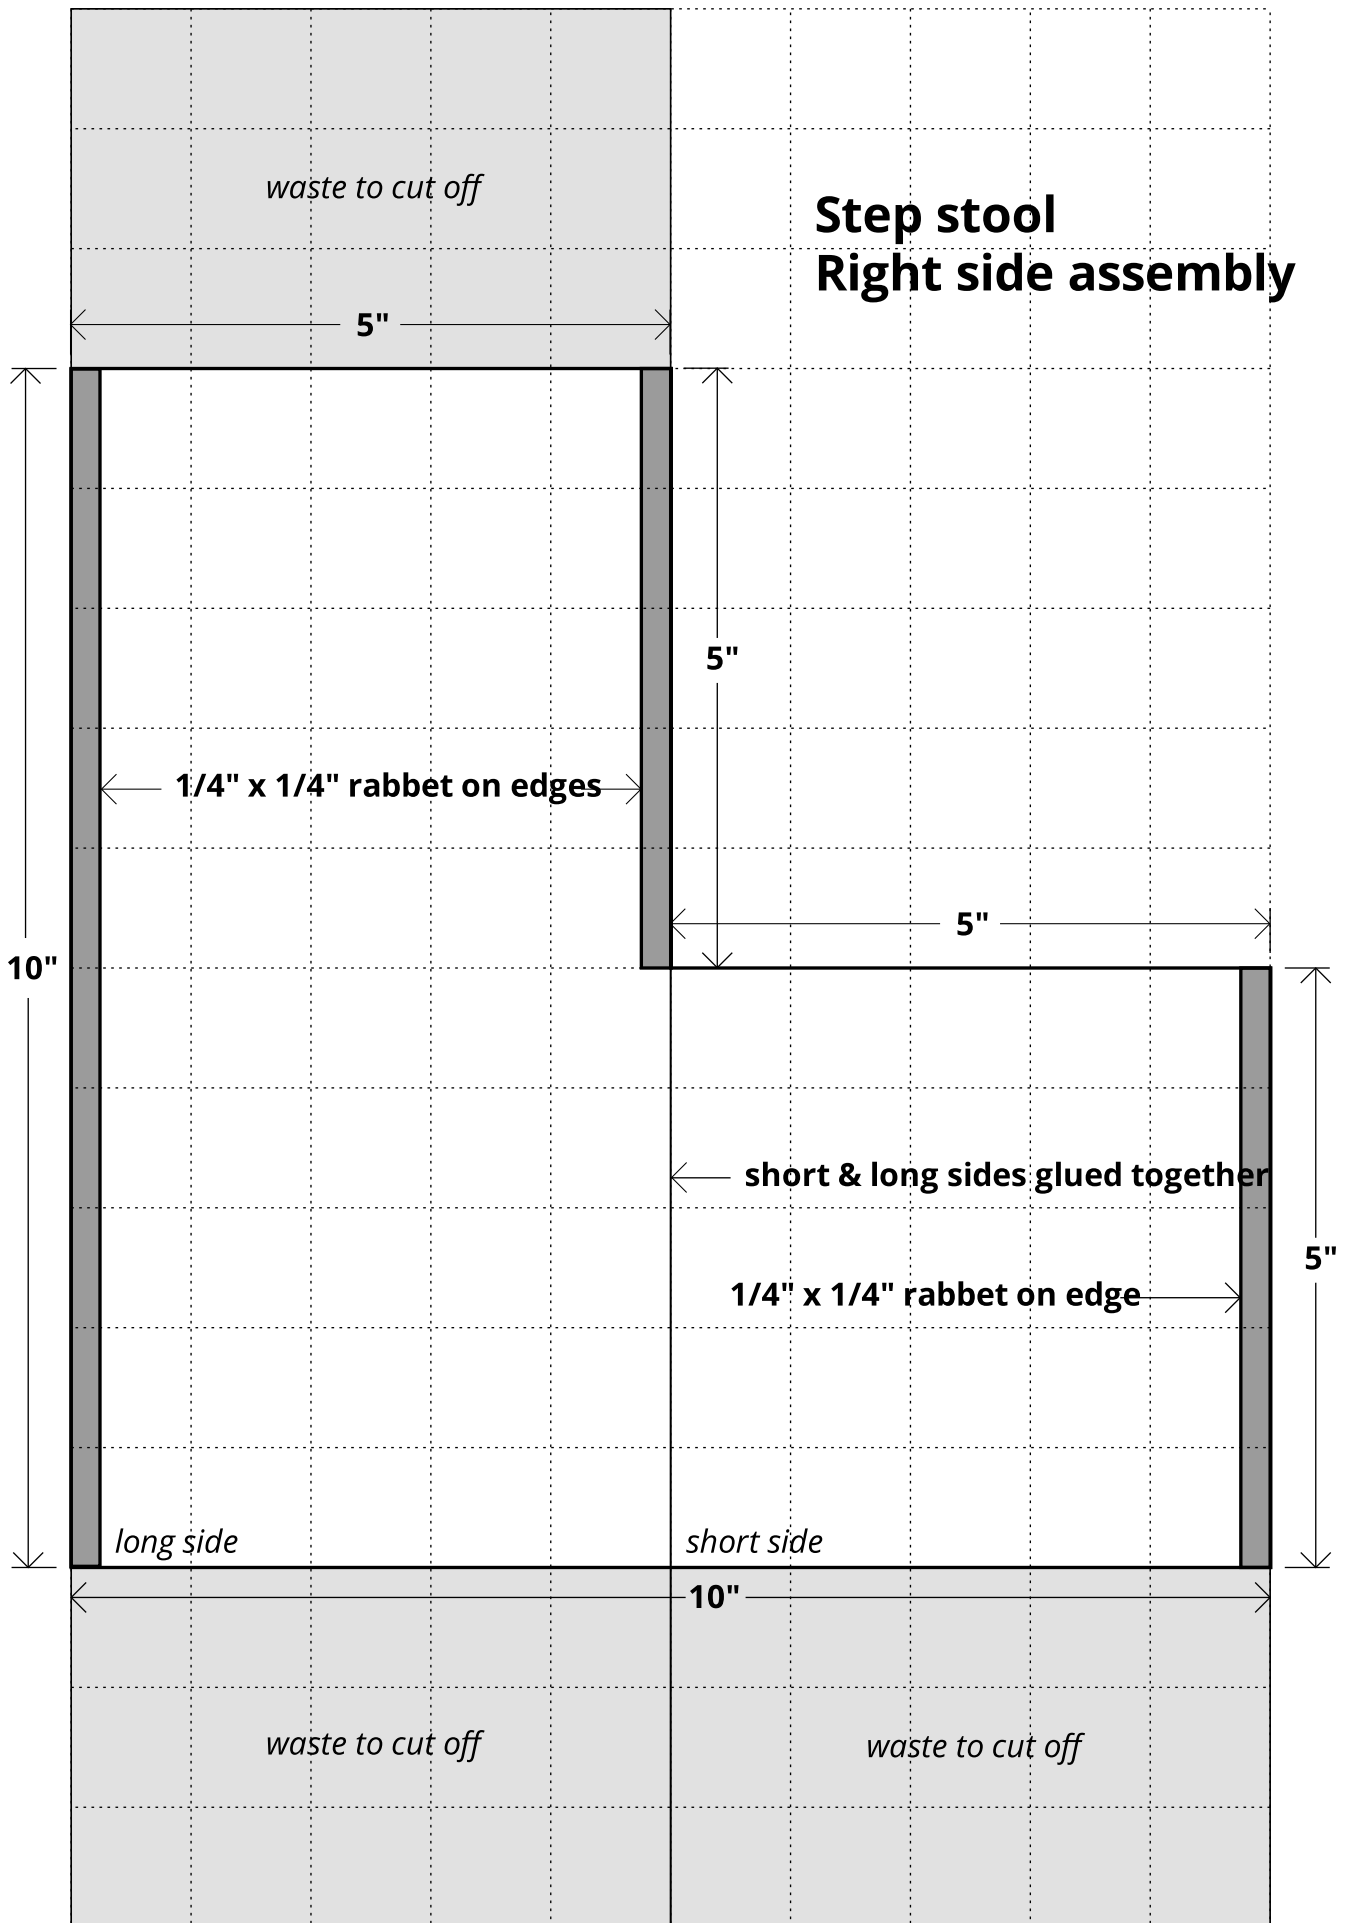 waste to cut off
Step stool
Right side assembly
5"
5"
1/4" x 1/4" rabbet on edges
5"
10"
short & long sides glued together
5"
1/4" x 1/4" rabbet on edge
long side
short side
10"
waste to cut off
waste to cut off